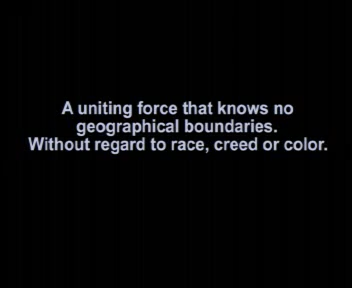 A uniting force that knows no
geographical boundaries.
Without regard to race, creed or color.